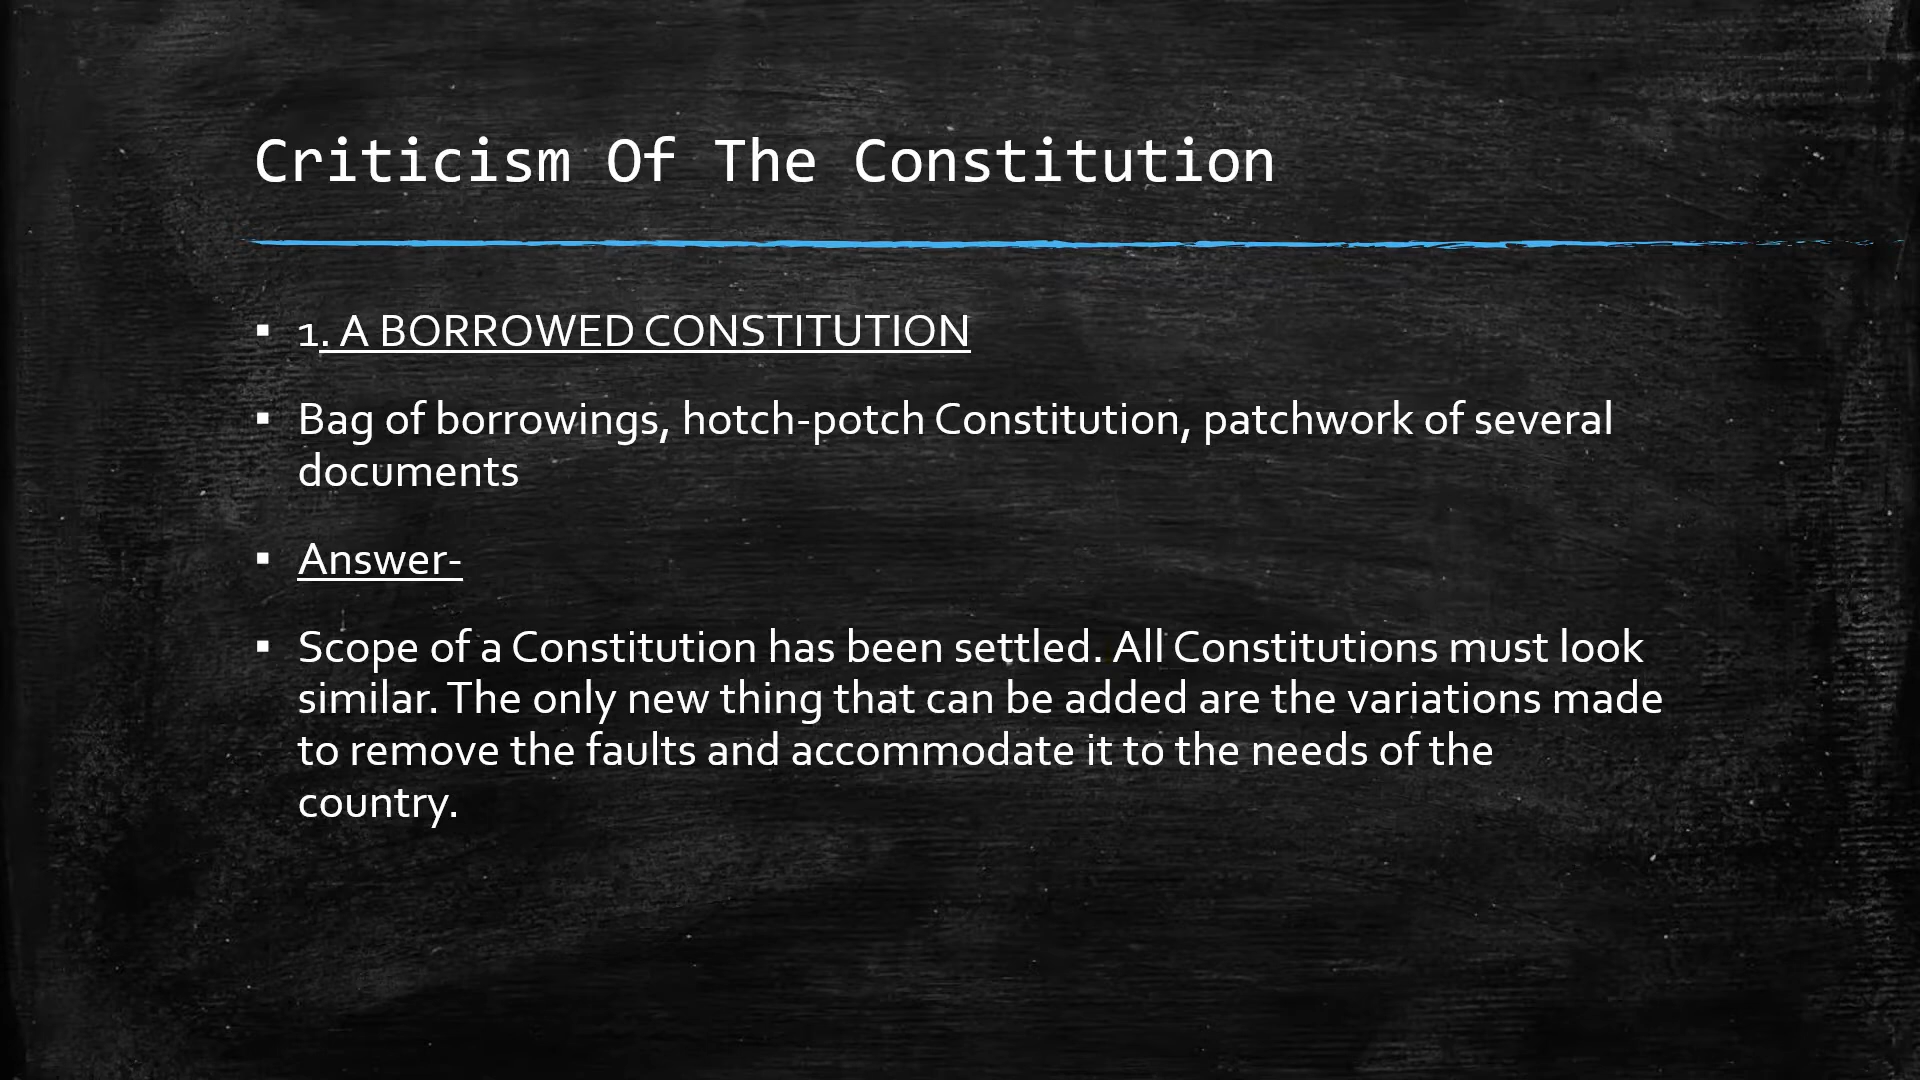 Criticism Of The Constitution
▪ 1. A BORROWED CONSTITUTION
▪ Bag of borrowings, hotch-potch Constitution, patchwork of several
documents
▪ Answer-
▪ Scope of a Constitution has been settled. All Constitutions must look
similar. The only new thing that can be added are the variations made
to remove the faults and accommodate it to the needs of the
country.